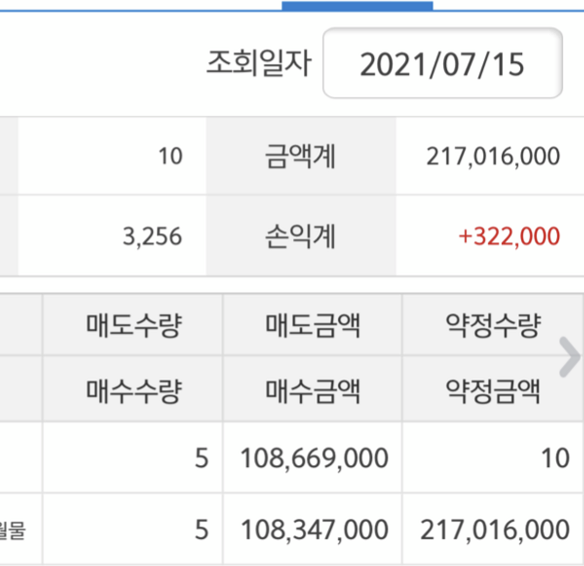 조회일자 2021/07/15
10 금액계 217,016,000
3,256 손익계 +322,000
매도수량 매도금액 약정수량
매수수량 매수금액 약정금액
5 108,669,000 10
월물 5 108,347,000 217,016,000